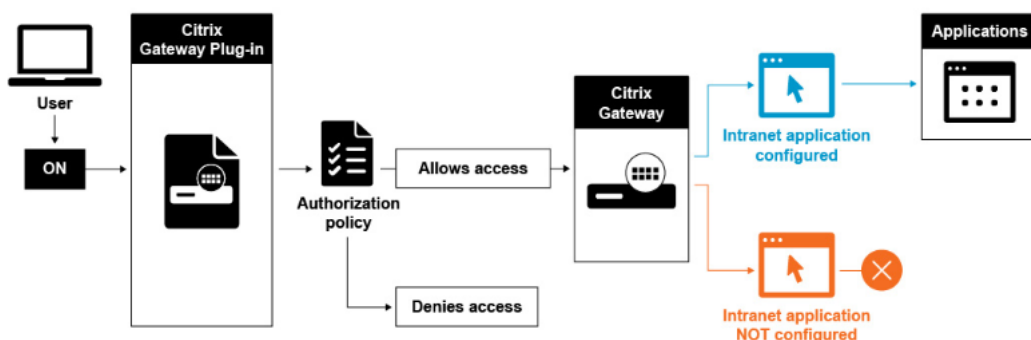 User
ON
Citrix
Gateway Plug-in
Authorization
policy
Allows access
Denies access
Citrix
Gateway
Intranet application
configured
Intranet application
NOT configured
Applications